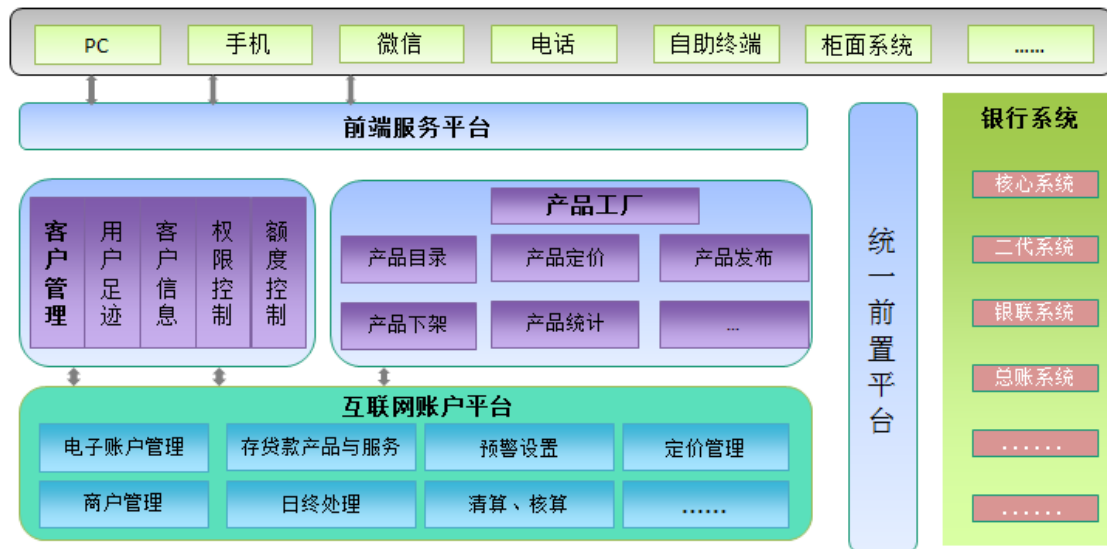 PC
手机
微信
电话
自助终端
柜面系统
......
前端服务平台
客户管理
用户足迹
客户信息
权限控制
额度控制
产品工厂
产品目录
产品定价
产品发布
产品下架
产品统计
...
互联网账户平台
电子账户管理
存贷款产品与服务
预警设置
定价管理
商户管理
日终处理
清算、核算
......
统一前置平台
银行系统
核心系统
二代系统
银联系统
总账系统
......
......